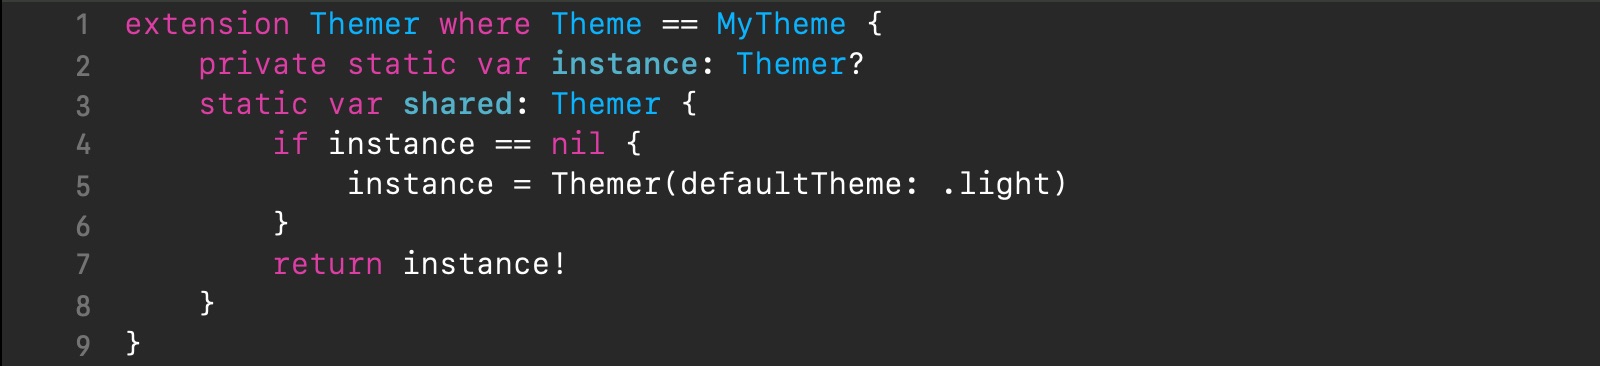 1 extension Themer where Theme == MyTheme {
2     private static var instance: Themer?
3     static var shared: Themer {
4         if instance == nil {
5             instance = Themer(defaultTheme: .light)
6         }
7         return instance!
8     }
9 }